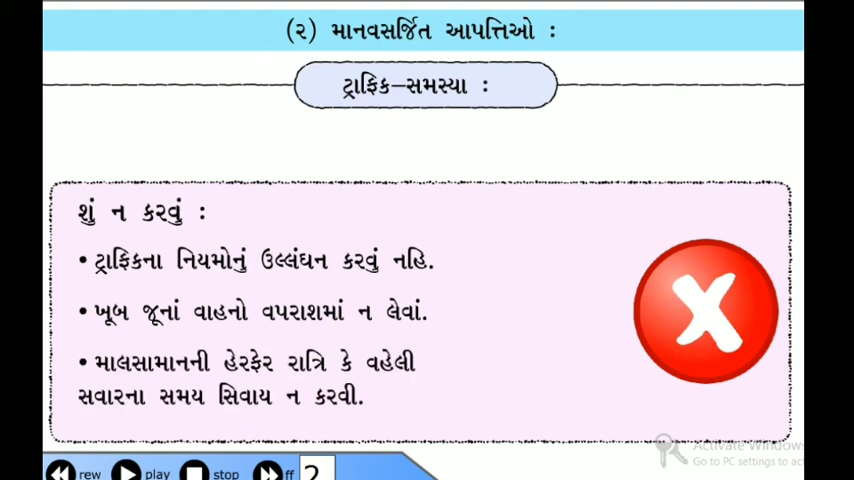 (૨) માનવસર્જિત આપત્તિઓ :
ટ્રાફિક–સમસ્યા :
શું ન કરવું :
• ટ્રાફિકના નિયમોનું ઉલ્લંઘન કરવું નહિ.
• ખૂબ જૂનાં વાહનો વપરાશમાં ન લેવાં.
• માલસામાનની હેરફેર રાત્રિ કે વહેલી
સવારના સમય સિવાય ન કરવી.
Activate Windows
Go to PC settings to ac
rew play stop ff 2